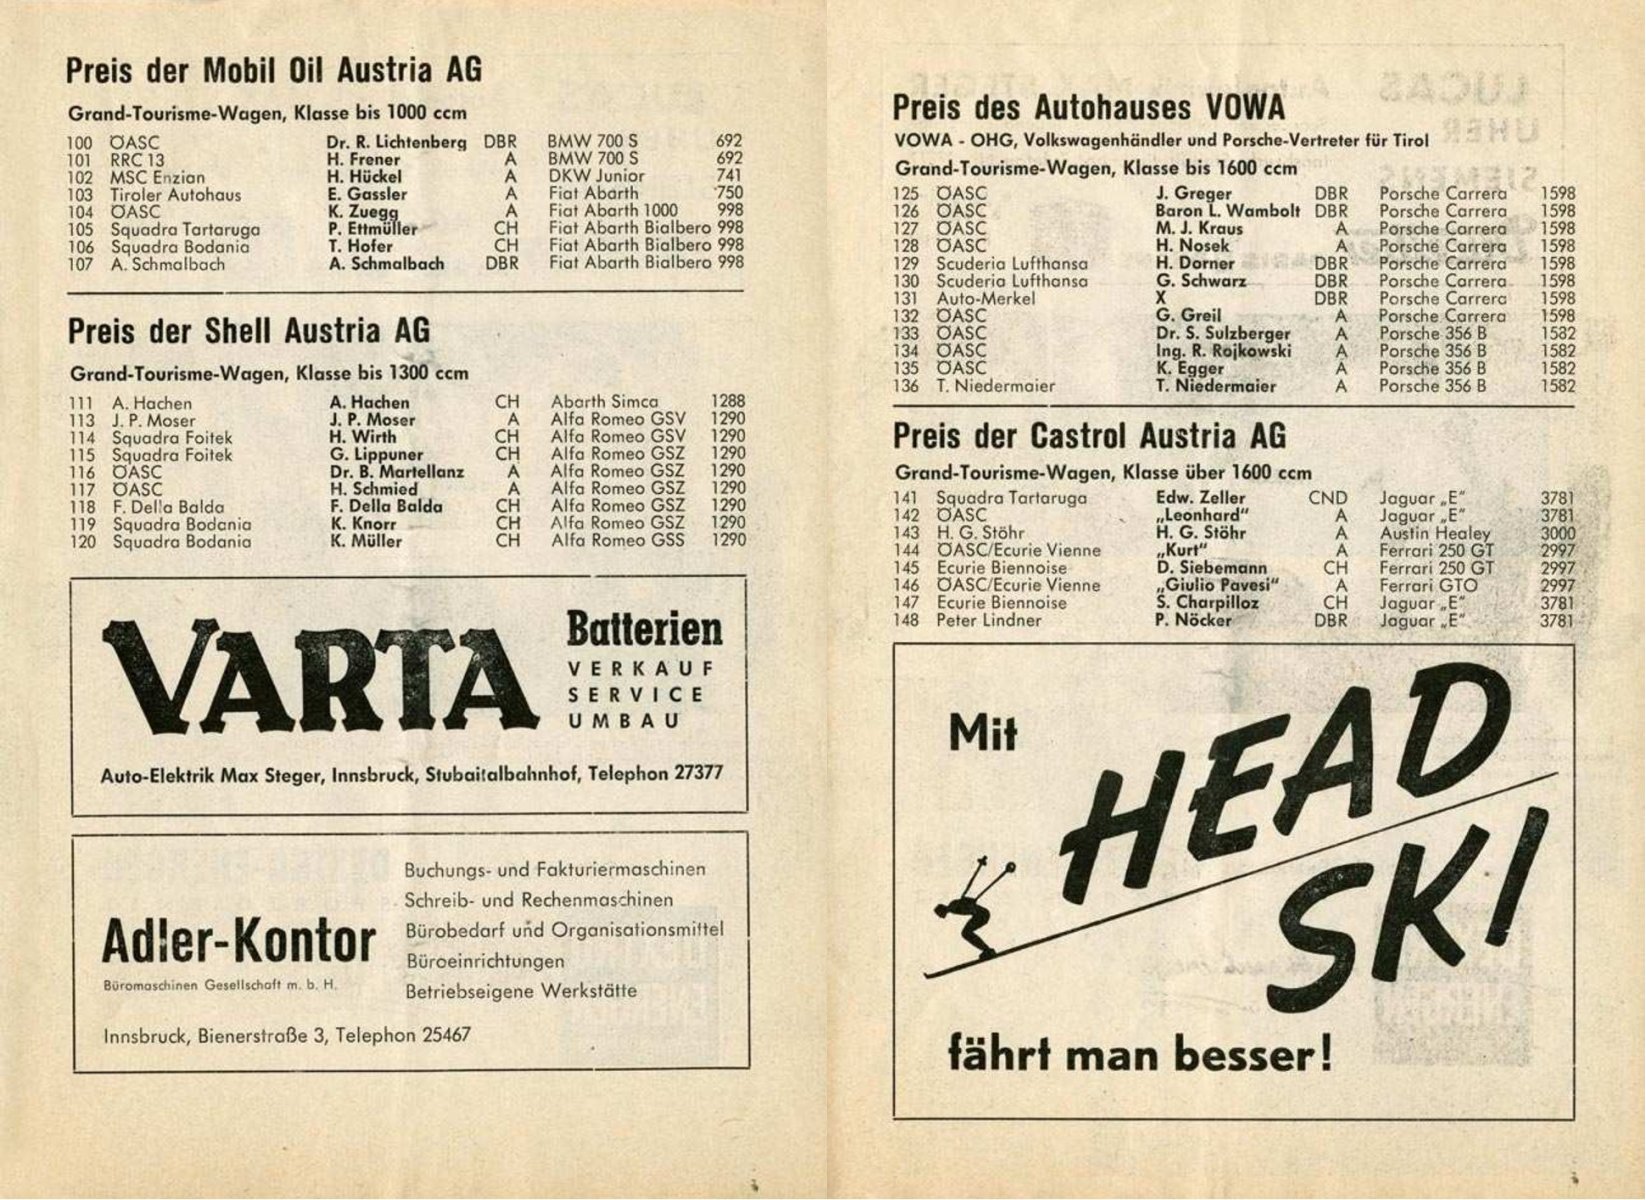 Preis der Mobil Oil Austria AG
Grand-Tourisme-Wagen, Klasse bis 1000 ccm
100 ÖASC Dr. R. Lichtenberg DBR BMW 700 S 692
101 RRC 13 H. Frener A BMW 700 S 692
102 MSC Enzian H. Hückel A DKW Junior 741
103 Tiroler Autohaus E. Gassler A Fiat Abarth 750
104 ÖASC K. Zuegg A Fiat Abarth 1000 998
105 Squadra Tartaruga P. Ettmüller CH Fiat Abarth Bialbero 998
106 Squadra Bodania T. Hofer CH Fiat Abarth Bialbero 998
107 A. Schmalbach A. Schmalbach DBR Fiat Abarth Bialbero 998
Preis der Shell Austria AG
Grand-Tourisme-Wagen, Klasse bis 1300 ccm
111 A. Hachen A. Hachen CH Abarth Simca 1288
113 J. P. Moser J. P. Moser A Alfa Romeo GSV 1290
114 Squadra Foitek H. Wirth CH Alfa Romeo GSV 1290
115 Squadra Foitek G. Lippuner CH Alfa Romeo GSZ 1290
116 ÖASC Dr. B. Martellanz A Alfa Romeo GSZ 1290
117 ÖASC H. Schmied A Alfa Romeo GSZ 1290
118 F. Della Balda F. Della Balda CH Alfa Romeo GSZ 1290
119 Squadra Bodania K. Knorr CH Alfa Romeo GSZ 1290
120 Squadra Bodania K. Müller CH Alfa Romeo GSS 1290
VARTA
Batterien
VERKAUF
SERVICE
UMBAU
Auto-Elektrik Max Steger, Innsbruck, Stubaitalbahnhof, Telephon 27377
Adler-Kontor
Büromaschinen Gesellschaft m. b. H.
Buchungs- und Fakturiermaschinen
Schreib- und Rechenmaschinen
Bürobedarf und Organisationsmittel
Büroeinrichtungen
Betriebseigene Werkstätte
Innsbruck, Bienerstraße 3, Telephon 25467
Preis des Autohauses VOWA
VOWA - OHG, Volkswagenhändler und Porsche-Vertreter für Tirol
Grand-Tourisme-Wagen, Klasse bis 1600 ccm
125 ÖASC J. Greger DBR Porsche Carrera 1598
126 ÖASC Baron L. Wambolt DBR Porsche Carrera 1598
127 ÖASC M. J. Kraus A Porsche Carrera 1598
128 ÖASC H. Nosek A Porsche Carrera 1598
129 Scuderia Lufthansa H. Dorner DBR Porsche Carrera 1598
130 Scuderia Lufthansa G. Schwarz DBR Porsche Carrera 1598
131 Auto-Merkel X DBR Porsche Carrera 1598
132 ÖASC G. Greil A Porsche Carrera 1598
133 ÖASC Dr. S. Sulzberger A Porsche 356 B 1582
134 ÖASC Ing. R. Rojkowski A Porsche 356 B 1582
135 ÖASC K. Egger A Porsche 356 B 1582
136 T. Niedermaier T. Niedermaier A Porsche 356 B 1582
Preis der Castrol Austria AG
Grand-Tourisme-Wagen, Klasse über 1600 ccm
141 Squadra Tartaruga Edw. Zeller CND Jaguar „E" 3781
142 ÖASC „Leonhard" A Jaguar „E" 3781
143 H. G. Stöhr H. G. Stöhr A Austin Healey 3000
144 ÖASC/Ecurie Vienne „Kurt" A Ferrari 250 GT 2997
145 Ecurie Biennoise D. Siebemann CH Ferrari 250 GT 2997
146 ÖASC/Ecurie Vienne „Giulio Pavesi" A Ferrari GTO 2997
147 Ecurie Biennoise S. Charpilloz CH Jaguar „E" 3781
148 Peter Lindner P. Nöcker DBR Jaguar „E" 3781
Mit
HEAD
SKI
fährt man besser!